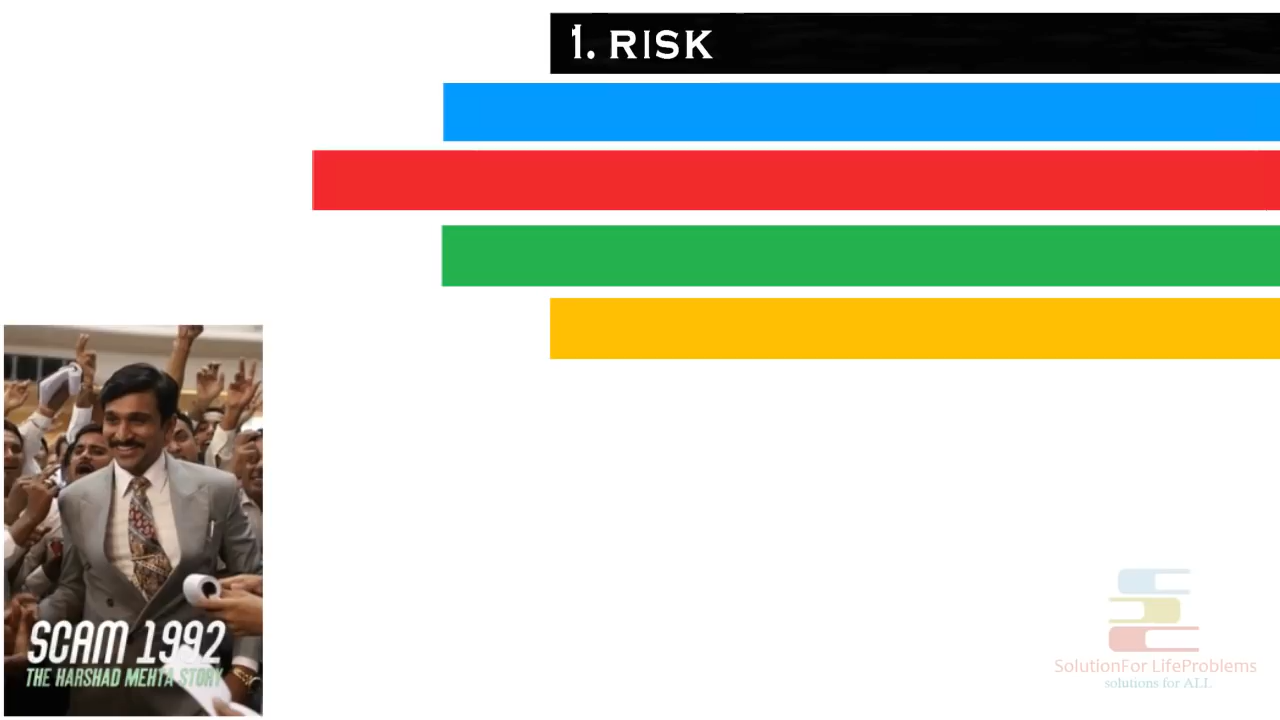 1. RISK
SCAM 1992
THE HARSHAD MEHTA STORY
SolutionFor LifeProblems
solutions for ALL